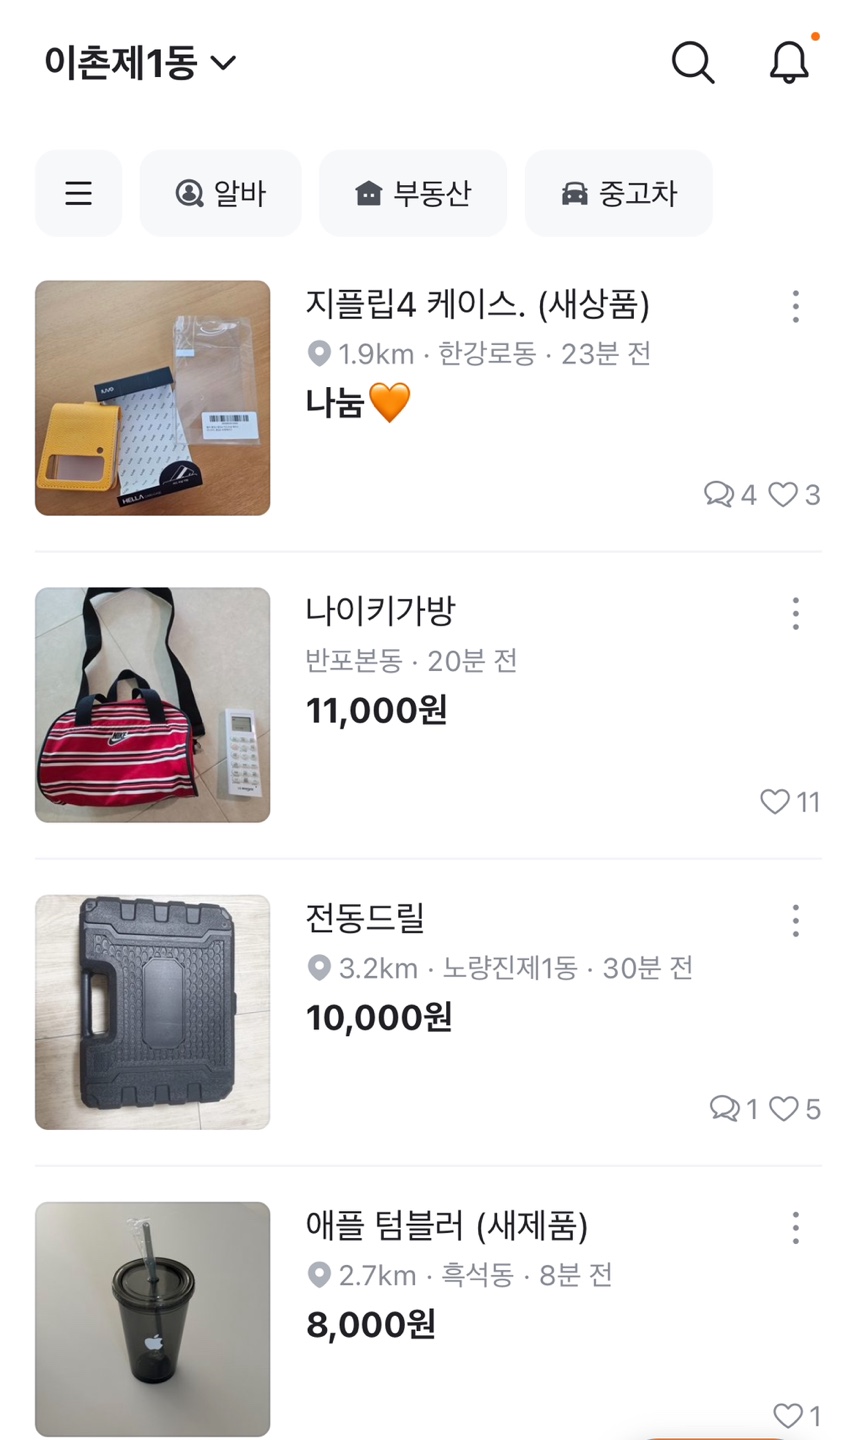 이촌제1동
알바
부동산
중고차
지플립4 케이스. (새상품)
1.9km · 한강로동 · 23분 전
나눔🧡
4 3
HELLA
나이키가방
반포본동 · 20분 전
11,000원
11
NIKE
전동드릴
3.2km · 노량진제1동 · 30분 전
10,000원
1 5
애플 텀블러 (새제품)
2.7km · 흑석동 · 8분 전
8,000원
1